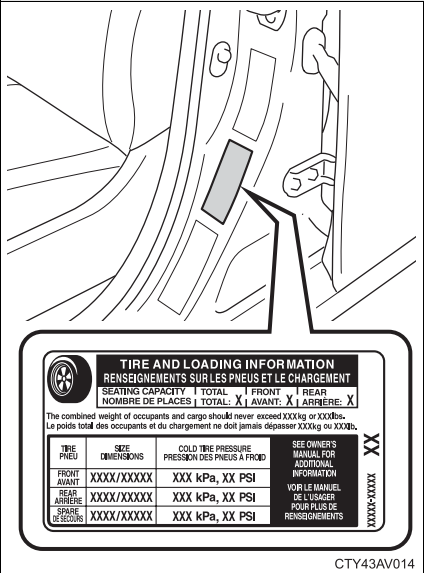 TIRE AND LOADING INFORMATION
RENSEIGNEMENTS SUR LES PNEUS ET LE CHARGEMENT
SEATING CAPACITY TOTAL FRONT REAR
NOMBRE DE PLACES TOTAL: X AVANT: X ARRIÈRE: X
The combined weight of occupants and cargo should never exceed XXXkg or XXXlbs.
Le poids total des occupants et du chargement ne doit jamais dépasser XXXkg ou XXXlb.
TIRE
PNEU
SIZE
DIMENSIONS
COLD TIRE PRESSURE
PRESSION DES PNEUS À FROID
FRONT
AVANT
XXXX/XXXXX
XXX kPa, XX PSI
REAR
ARRIÈRE
XXXX/XXXXX
XXX kPa, XX PSI
SPARE
DE SECOURS
XXXX/XXXXX
XXX kPa, XX PSI
SEE OWNER'S
MANUAL FOR
ADDITIONAL
INFORMATION
VOIR LE MANUEL
DE L'USAGER
POUR PLUS DE
RENSEIGNEMENTS
XX
XXXXX-XXXXX
CTY43AV014